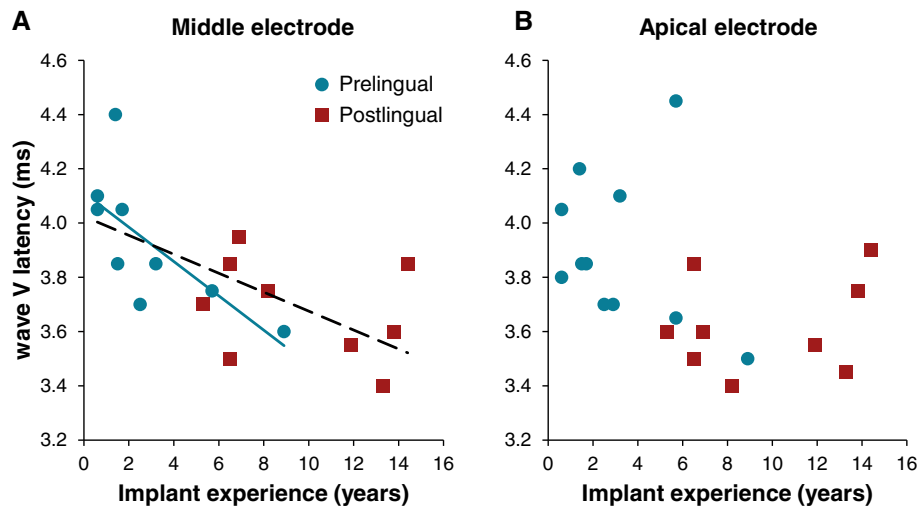 A
Middle electrode
B
Apical electrode
Prelingual
Postlingual
wave V latency (ms)
4.6
4.4
4.2
4.0
3.8
3.6
3.4
3.2
0 2 4 6 8 10 12 14 16
Implant experience (years)
4.6
4.4
4.2
4.0
3.8
3.6
3.4
3.2
0 2 4 6 8 10 12 14 16
Implant experience (years)